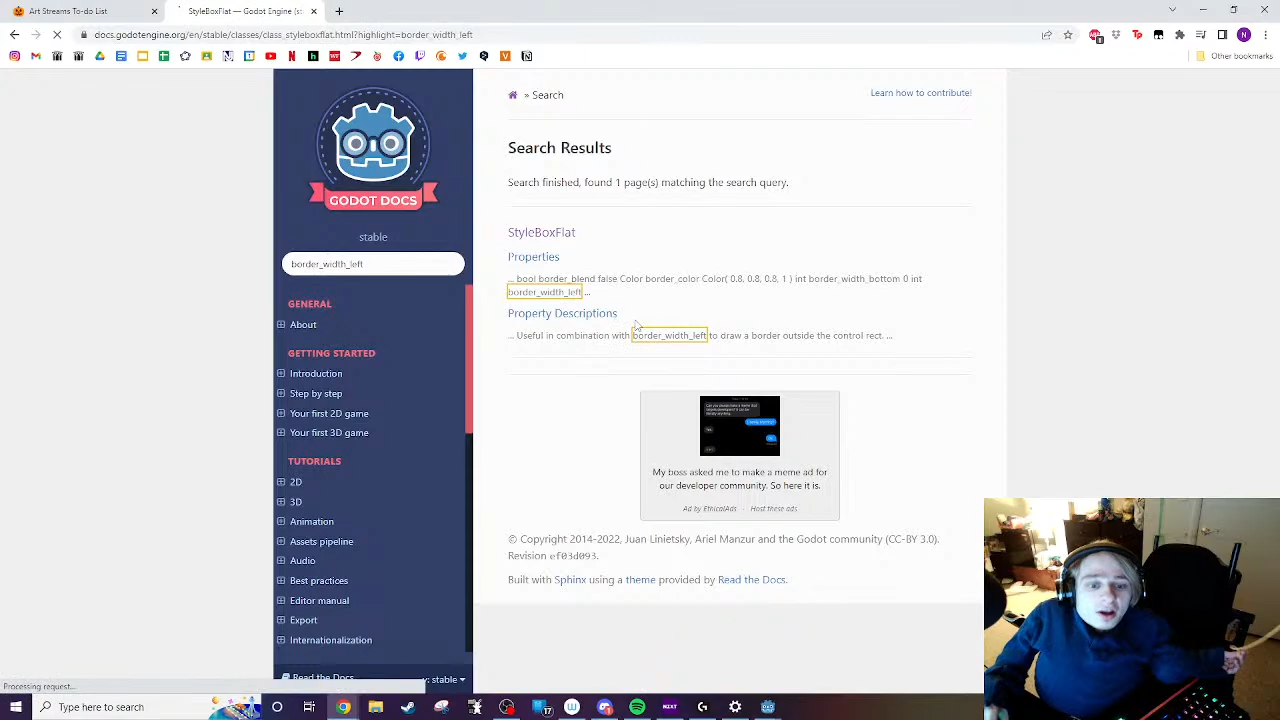 Art Streams To-Do List
StyleBoxFlat — Godot Engine (st
docs.godotengine.org/en/stable/classes/class_styleboxflat.html?highlight=border_width_left
Other bookmarks
GODOT DOCS
stable
border_width_left
GENERAL
About
GETTING STARTED
Introduction
Step by step
Your first 2D game
Your first 3D game
TUTORIALS
2D
3D
Animation
Assets pipeline
Audio
Best practices
Editor manual
Export
Internationalization
Read the Docs
v: stable
» Search
Learn how to contribute!
Search Results
Search finished, found 1 page(s) matching the search query.
StyleBoxFlat
Properties
... bool border_blend false Color border_color Color( 0.8, 0.8, 0.8, 1 ) int border_width_bottom 0 int
border_width_left ...
Property Descriptions
... Useful in combination with border_width_left to draw a border outside the control rect. ...
My boss asked me to make a meme ad for
our developer community. So here it is.
Ad by EthicalAds · Host these ads
© Copyright 2014-2022, Juan Linietsky, Ariel Manzur and the Godot community (CC-BY 3.0).
Revision ef03d093.
Built with Sphinx using a theme provided by Read the Docs.
Processing request...
Type here to search